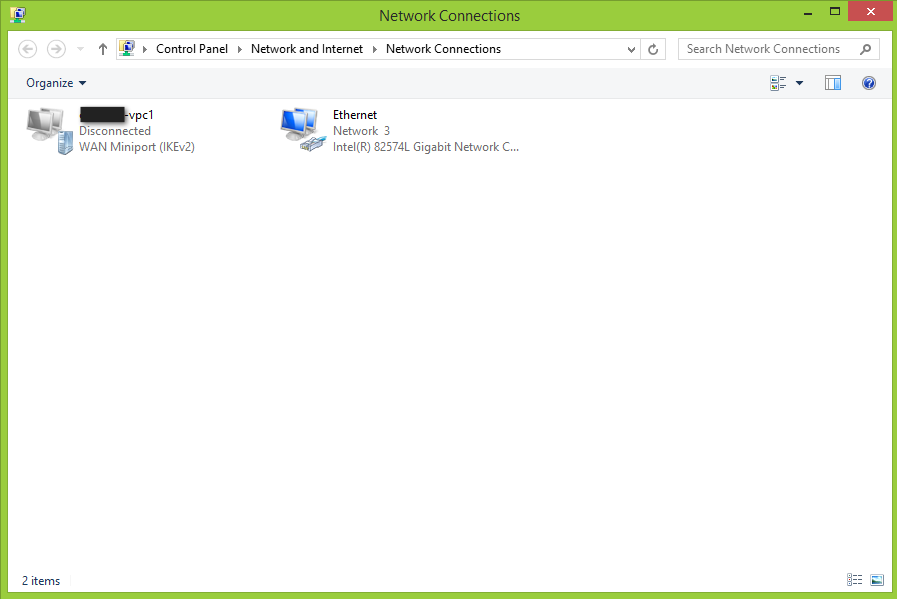 Network Connections
Control Panel Network and Internet Network Connections
Search Network Connections
Organize
-vpc1
Disconnected
WAN Miniport (IKEv2)
Ethernet
Network 3
Intel(R) 82574L Gigabit Network C...
2 items